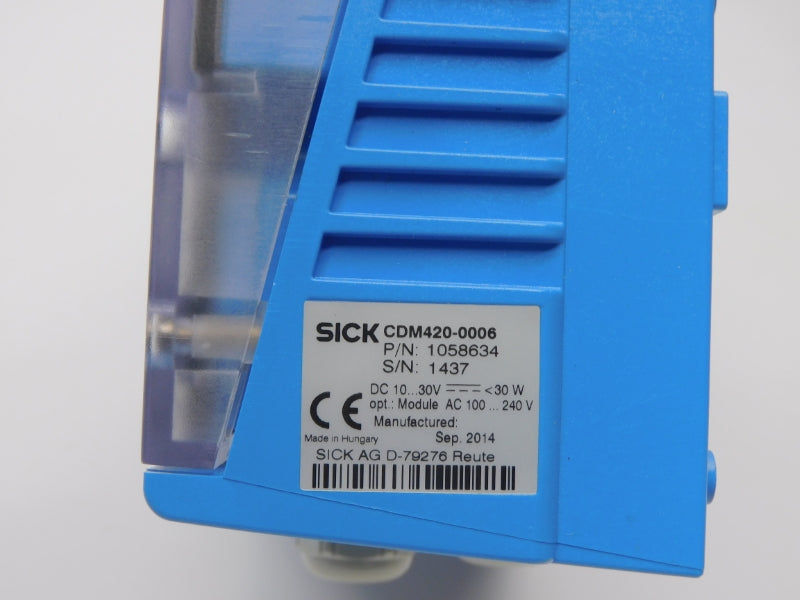 SICK CDM420-0006
P/N: 1058634
S/N: 1437
DC 10...30V <30 W
opt.: Module AC 100 ... 240 V
CE
Manufactured:
Made in Hungary Sep. 2014
SICK AG D-79276 Reute